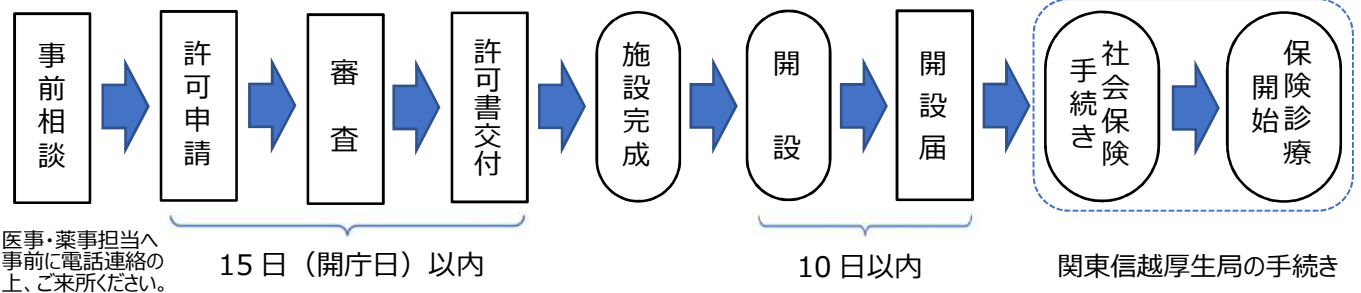 事前相談
許可申請
審査
許可書交付
施設完成
開設
開設届
社会保険
手続き
保険診療
開始
医事・薬事担当へ
事前に電話連絡の
上、ご来所ください。
15日（開庁日）以内
10日以内
関東信越厚生局の手続き